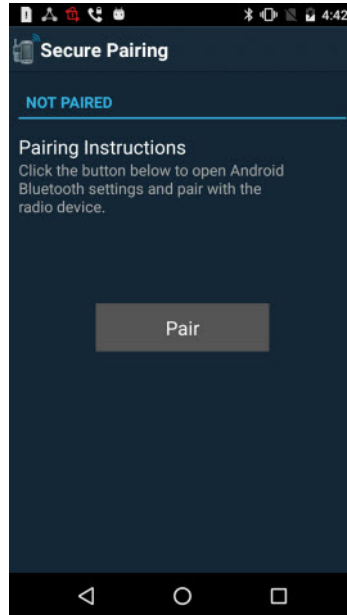 4:42
Secure Pairing
NOT PAIRED
Pairing Instructions
Click the button below to open Android
Bluetooth settings and pair with the
radio device.
Pair